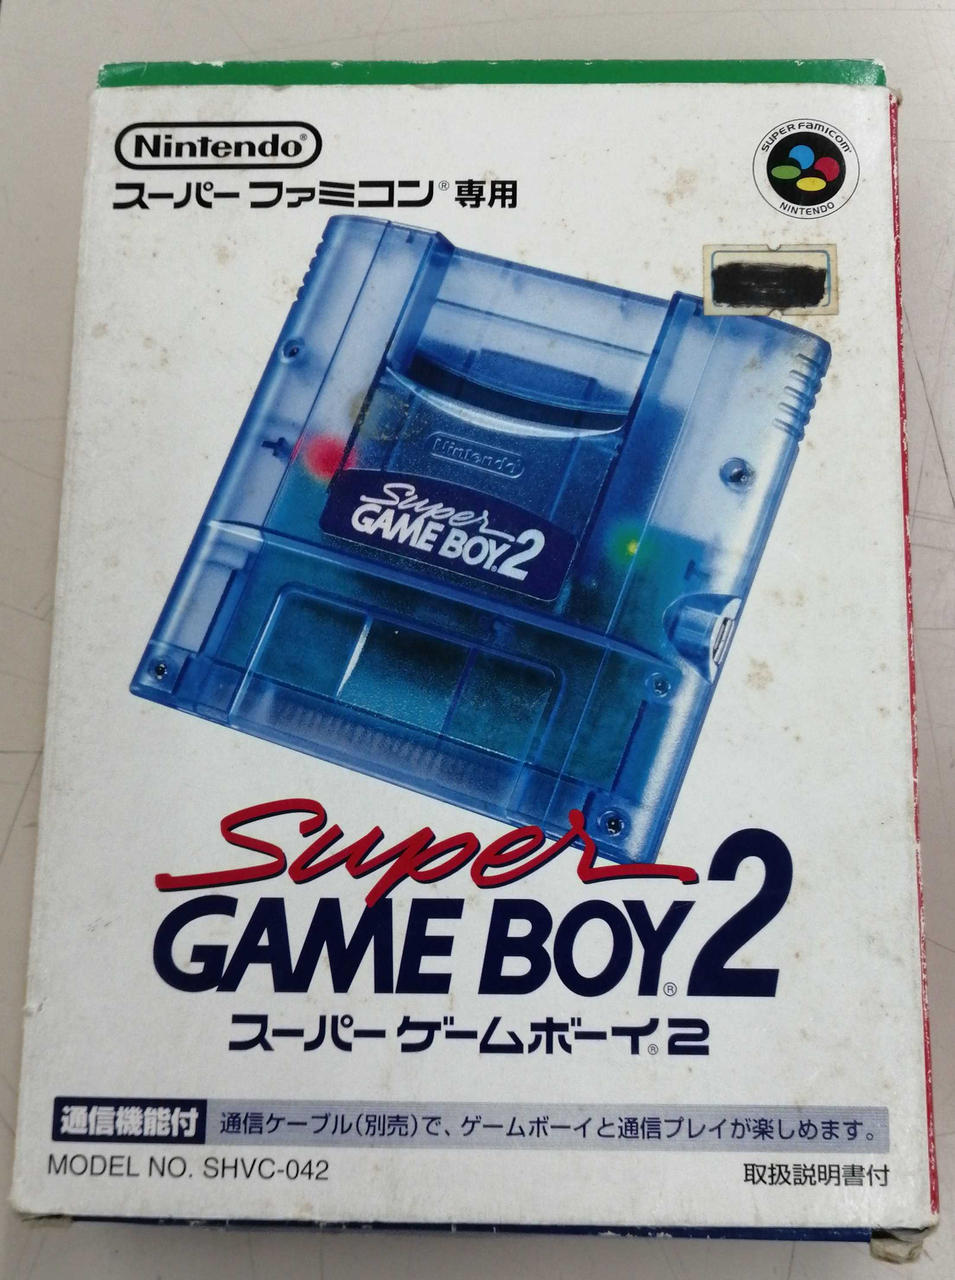 Nintendo®
スーパーファミコン®専用
SUPER FAMICOM®
NINTENDO
Nintendo
Super
GAME BOY®2
Super
GAME BOY®2
スーパーゲームボーイ®2
通信機能付 通信ケーブル(別売)で、ゲームボーイと通信プレイが楽しめます。
MODEL NO. SHVC-042 取扱説明書付